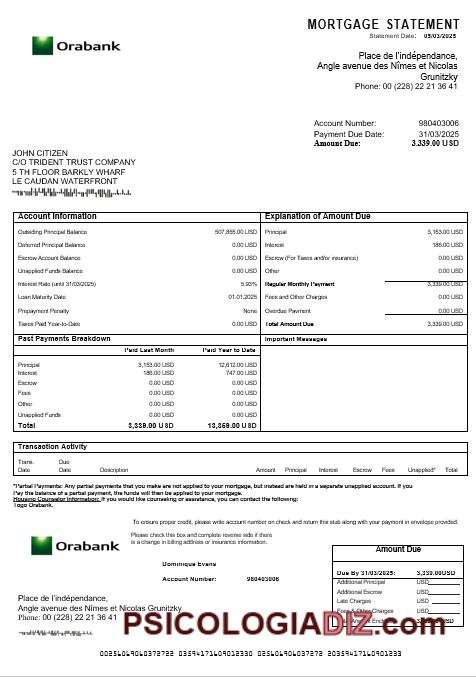 MORTGAGE STATEMENT
Statement Date: 05/03/2025
Orabank
Place de l'indépendance,
Angle avenue des Nîmes et Nicolas
Grunitzky
Phone: 00 (228) 22 21 36 41
Account Number: 980403006
Payment Due Date: 31/03/2025
Amount Due: 3,339.00 USD
JOHN CITIZEN
C/O TRIDENT TRUST COMPANY
5 TH FLOOR BARKLY WHARF
LE CAUDAN WATERFRONT
Account Information
Outsiding Principal Balance 507,855.00 USD
Deferred Principal Balance 0.00 USD
Escrow Account Balance 0.00 USD
Unapplied Funds Balance 0.00 USD
Interest Rate (until 31/03/2025) 5.93%
Loan Maturity Date 01.01.2025
Prepayment Penalty None
Taxes Paid Year-to-Date 0.00 USD
Explanation of Amount Due
Principal 3,153.00 USD
Interest 186.00 USD
Escrow (For Taxes and/or insurance) 0.00 USD
Other 0.00 USD
Regular Monthly Payment 3,339.00 USD
Fees and Other Charges 0.00 USD
Overdue Payment 0.00 USD
Total Amount Due 3,339.00 USD
Past Payments Breakdown
Paid Last Month Paid Year to Date
Principal 3,153.00 USD 12,612.00 USD
Interest 186.00 USD 747.00 USD
Escrow 0.00 USD 0.00 USD
Fees 0.00 USD 0.00 USD
Other 0.00 USD 0.00 USD
Unapplied Funds 0.00 USD 0.00 USD
Total 3,339.00 USD 13,359.00 USD
Important Messages
Transaction Activity
Trans. Due
Date Date Description Amount Principal Interest Escrow Fees Unapplied* Total
*Partial Payments: Any partial payments that you make are not applied to your mortgage, but instead are held in a separate unapplied account. If you
Pay the balance of a partial payment, the funds will then be applied to your mortgage.
Housing Counselor Information: If you would like counseling or assistance, you can contact the following:
Togo Orabank.
To ensure proper credit, please write account number on check and return this stub along with your payment in envelope provided.
Orabank
Please check this box and complete reverse side if there
is a change in billing address or insurance information.
Dominique Evans
Account Number: 980403006
Amount Due
Due By 31/03/2025: 3,339.00 USD
Additional Principal USD
Additional Escrow USD
Late Charges USD
Fees & Other Charges USD
Place de l'indépendance,
Angle avenue des Nîmes et Nicolas Grunitzky
Phone: 00 (228) 22 21 36 41
PSICOLOGIADIZ.com